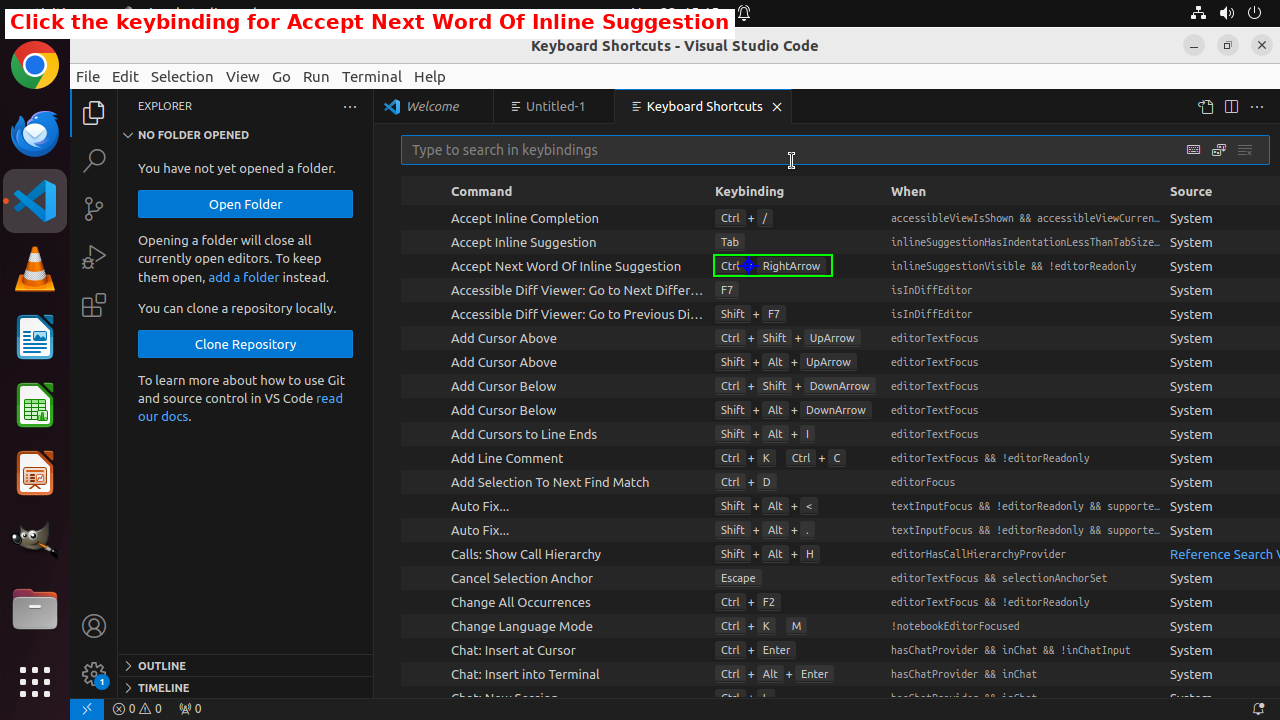 Click the keybinding for Accept Next Word Of Inline Suggestion
Keyboard Shortcuts - Visual Studio Code
File Edit Selection View Go Run Terminal Help
EXPLORER
Welcome
Untitled-1
Keyboard Shortcuts
NO FOLDER OPENED
You have not yet opened a folder.
Open Folder
Opening a folder will close all
currently open editors. To keep
them open, add a folder instead.
You can clone a repository locally.
Clone Repository
To learn more about how to use Git
and source control in VS Code read
our docs.
OUTLINE
TIMELINE
Type to search in keybindings
Command Keybinding When Source
Accept Inline Completion Ctrl + / accessibleViewIsShown && accessibleViewCurren… System
Accept Inline Suggestion Tab inlineSuggestionHasIndentationLessThanTabSize… System
Accept Next Word Of Inline Suggestion Ctrl RightArrow inlineSuggestionVisible && !editorReadonly System
Accessible Diff Viewer: Go to Next Differ… F7 isInDiffEditor System
Accessible Diff Viewer: Go to Previous Di… Shift + F7 isInDiffEditor System
Add Cursor Above Ctrl + Shift + UpArrow editorTextFocus System
Add Cursor Above Shift + Alt + UpArrow editorTextFocus System
Add Cursor Below Ctrl + Shift + DownArrow editorTextFocus System
Add Cursor Below Shift + Alt + DownArrow editorTextFocus System
Add Cursors to Line Ends Shift + Alt + I editorTextFocus System
Add Line Comment Ctrl + K Ctrl + C editorTextFocus && !editorReadonly System
Add Selection To Next Find Match Ctrl + D editorFocus System
Auto Fix... Shift + Alt + < textInputFocus && !editorReadonly && supporte… System
Auto Fix... Shift + Alt + . textInputFocus && !editorReadonly && supporte… System
Calls: Show Call Hierarchy Shift + Alt + H editorHasCallHierarchyProvider Reference Search V
Cancel Selection Anchor Escape editorTextFocus && selectionAnchorSet System
Change All Occurrences Ctrl + F2 editorTextFocus && !editorReadonly System
Change Language Mode Ctrl + K M !notebookEditorFocused System
Chat: Insert at Cursor Ctrl + Enter hasChatProvider && inChat && !inChatInput System
Chat: Insert into Terminal Ctrl + Alt + Enter hasChatProvider && inChat System
Chat: New Session Ctrl + L hasChatProvider && inChat System
1
0 0 0